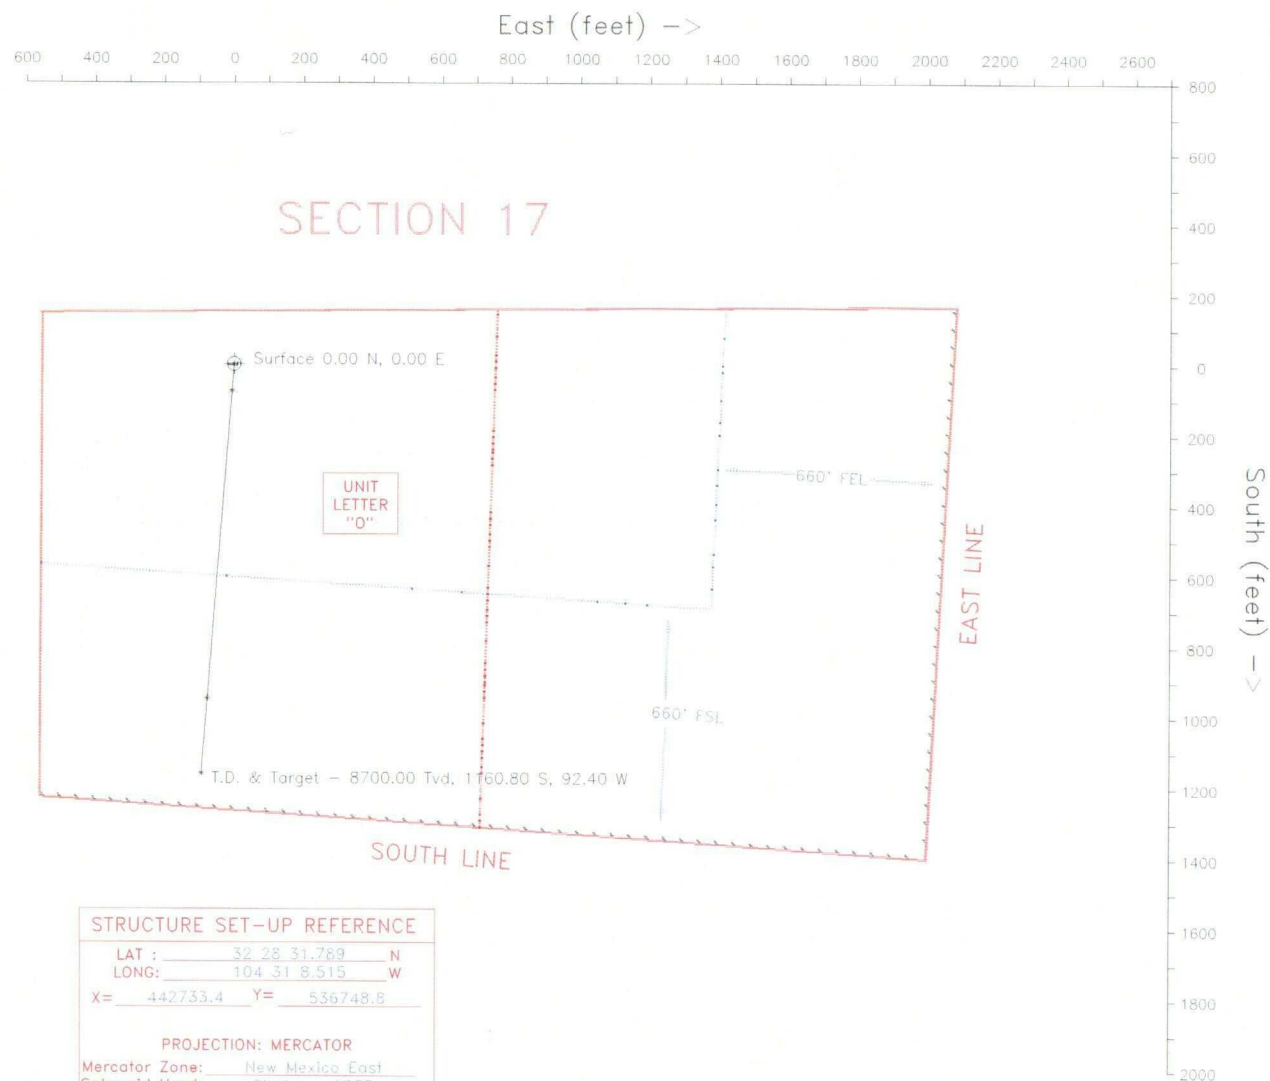 East (feet) ->
600 400 200 0 200 400 600 800 1000 1200 1400 1600 1800 2000 2200 2400 2600
800
600
SECTION 17
400
200
Surface 0.00 N, 0.00 E
0
200
660' FEL
UNIT
LETTER
"O"
400
South (feet) ->
EAST LINE
600
800
660' FSL
1000
T.D. & Target - 8700.00 Tvd, 1160.80 S, 92.40 W
1200
SOUTH LINE
1400
STRUCTURE SET-UP REFERENCE
1600
LAT : 32 28 31.789 N
LONG: 104 31 8.515 W
X= 442733.4 Y= 536748.8
1800
PROJECTION: MERCATOR
Mercator Zone: New Mexico East
2000